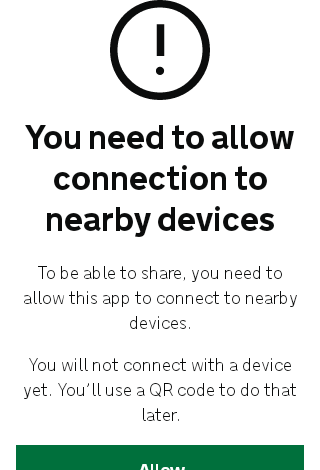 You need to allow
connection to
nearby devices
To be able to share, you need to
allow this app to connect to nearby
devices.
You will not connect with a device
yet. You'll use a QR code to do that
later.
Allow